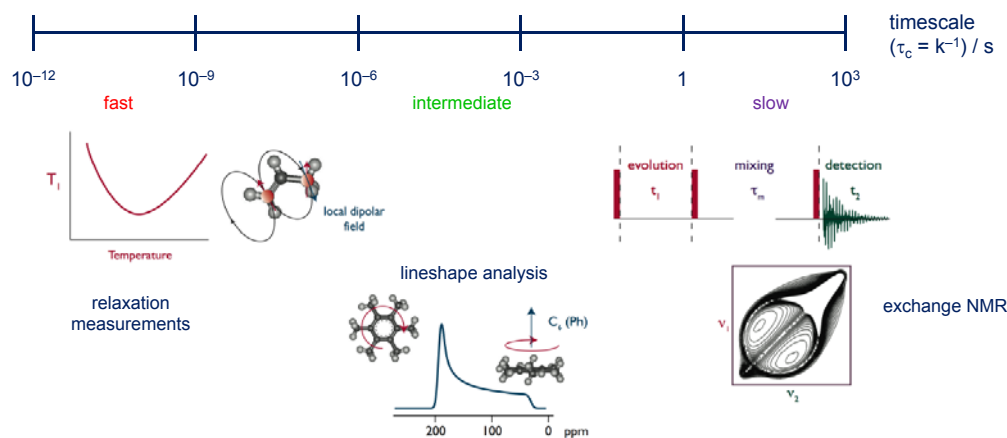 timescale
(τc = k⁻¹) / s
10⁻¹² 10⁻⁹ 10⁻⁶ 10⁻³ 1 10³
fast intermediate slow
T₁
Temperature
local dipolar
field
evolution mixing detection
t₁ τₘ t₂
relaxation
measurements
lineshape analysis
C₆ (Ph)
200 100 0 ppm
ν₁
ν₂
exchange NMR